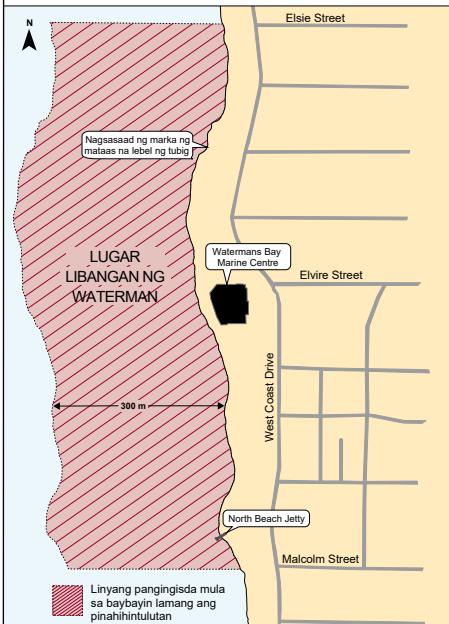 N
Elsie Street
Nagsasaad ng marka ng
mataas na lebel ng tubig
LUGAR
LIBANGAN NG
WATERMAN
Watermans Bay
Marine Centre
Elvire Street
West Coast Drive
300 m
North Beach Jetty
Malcolm Street
Linyang pangingisda mula
sa baybayin lamang ang
pinahihintulutan